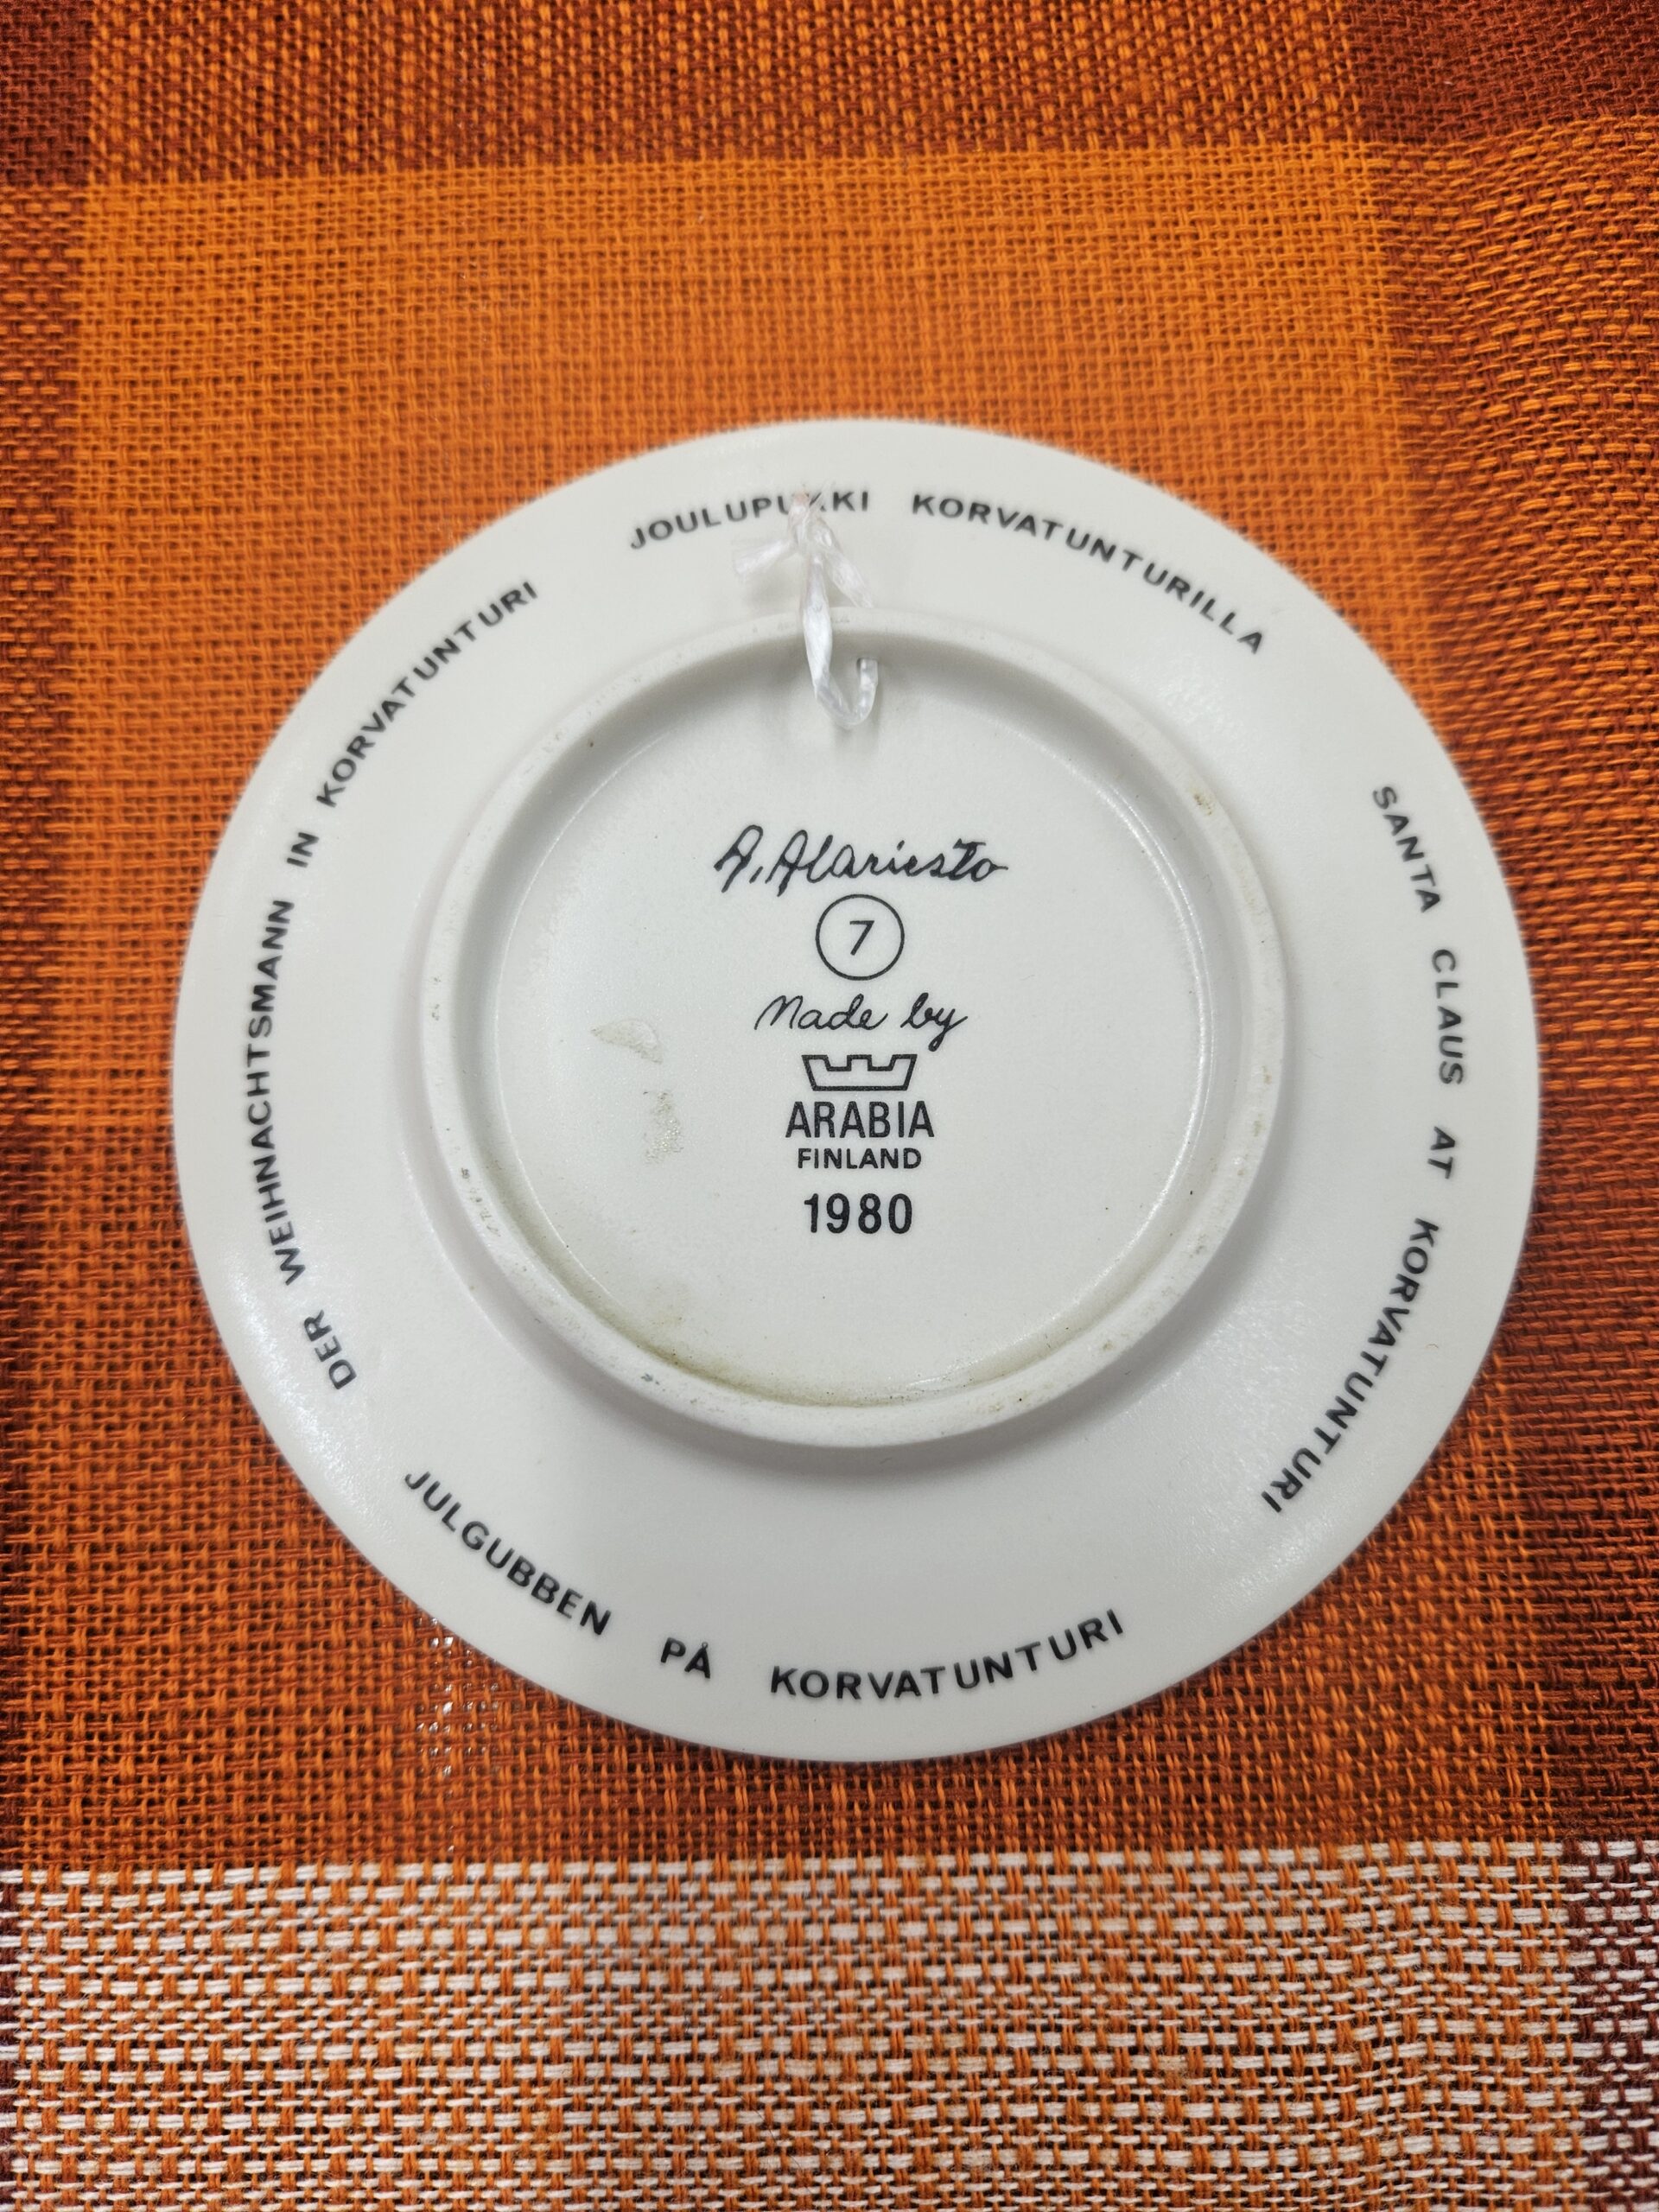 JOULUPUKKI KORVATUNTURILLA
SANTA CLAUS AT KORVATUNTURI
JULGUBBEN PÅ KORVATUNTURI
DER WEIHNACHTSMANN IN KORVATUNTURI
A. Alariesto
7
Made by
ARABIA
FINLAND
1980